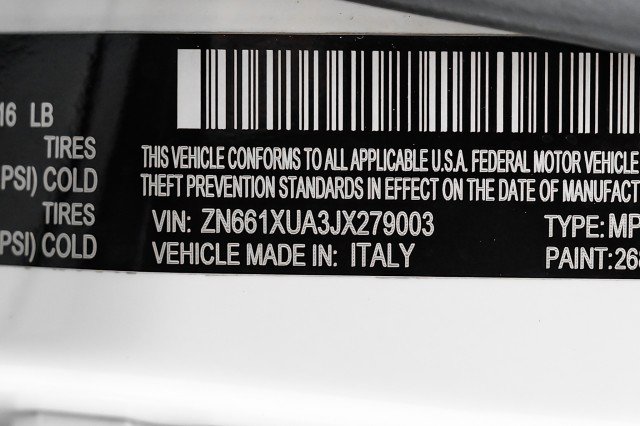 16 LB
TIRES
PSI) COLD
TIRES
PSI) COLD
THIS VEHICLE CONFORMS TO ALL APPLICABLE U.S.A. FEDERAL MOTOR VEHICLE
THEFT PREVENTION STANDARDS IN EFFECT ON THE DATE OF MANUFACT
VIN: ZN661XUA3JX279003 TYPE: MP
VEHICLE MADE IN: ITALY PAINT: 268